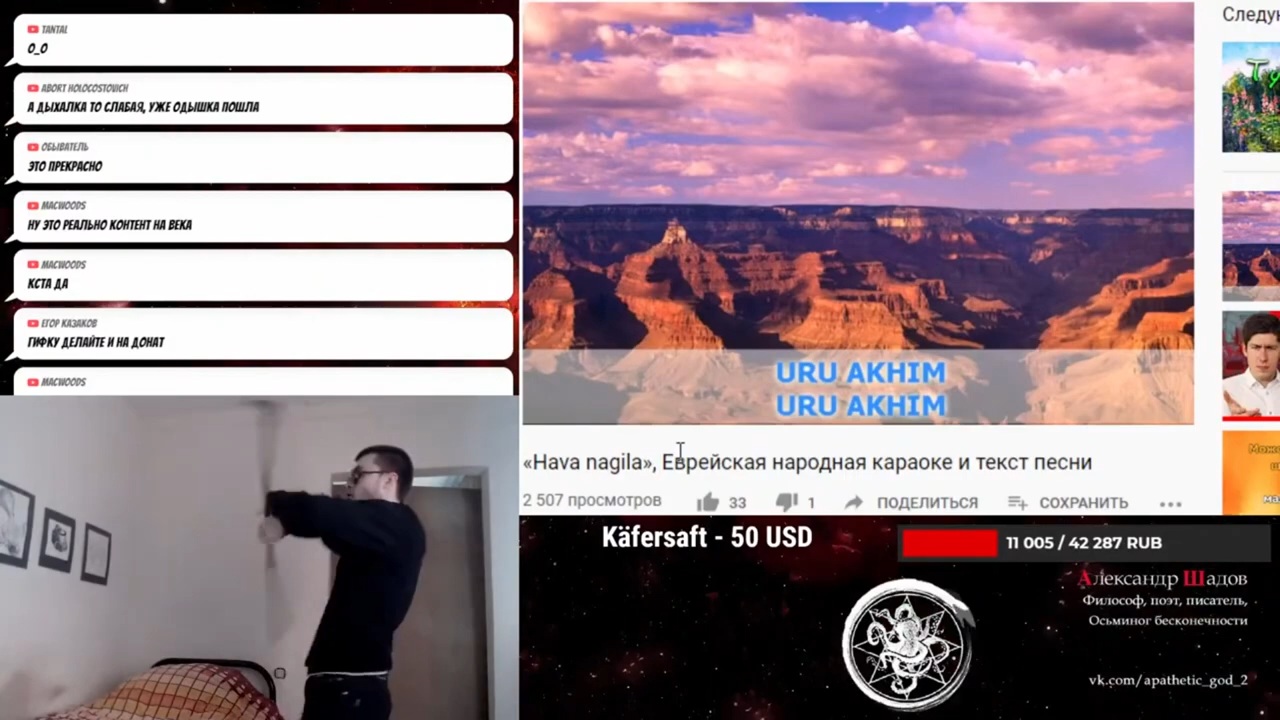 TANTAL
O_O
ABORT HOLOCOSTOUCH
А ДЫХАЛКА ТО СЛАБАЯ, УЖЕ ОДЫШКА ПОШЛА
ОБЫВАТЕЛЬ
ЭТО ПРЕКРАСНО
MACWOODS
НУ ЭТО РЕАЛЬНО КОНТЕНТ НА ВЕКА
MACWOODS
КСТА ДА
ЕГОР КАЗАКОВ
ГИФКУ ДЕЛАЙТЕ И НА ДОНАТ
MACWOODS
Следу
URU AKHIM
URU AKHIM
«Hava nagila», Еврейская народная караоке и текст песни
2 507 просмотров 33 1 ПОДЕЛИТЬСЯ СОХРАНИТЬ
Käfersaft - 50 USD
11 005 / 42 287 RUB
Александр Шадов
Философ, поэт, писатель,
Осьминог бесконечности
vk.com/apathetic_god_2